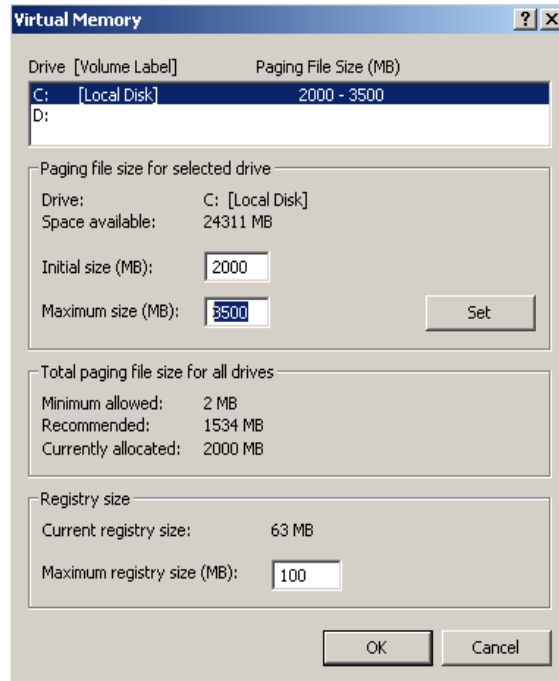 Virtual Memory
Drive [Volume Label] Paging File Size (MB)
C: [Local Disk] 2000 - 3500
D:
Paging file size for selected drive
Drive: C: [Local Disk]
Space available: 24311 MB
Initial size (MB): 2000
Maximum size (MB): 3500 Set
Total paging file size for all drives
Minimum allowed: 2 MB
Recommended: 1534 MB
Currently allocated: 2000 MB
Registry size
Current registry size: 63 MB
Maximum registry size (MB): 100
OK Cancel